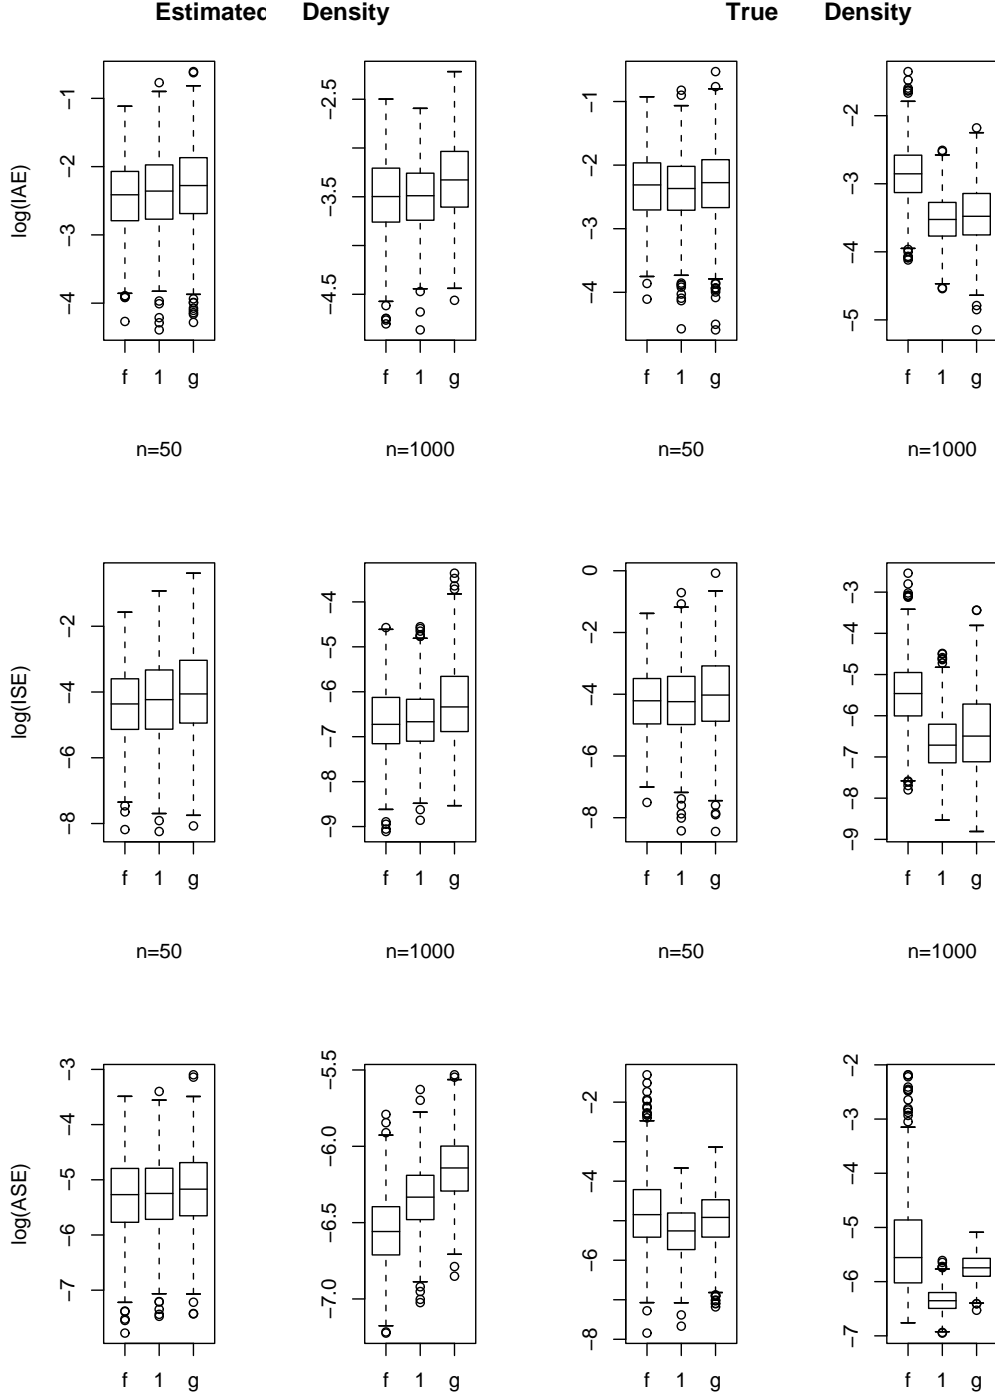 Estimated Density True Density
log(IAE)
−1
−2
−3
−4
f 1 g
n=50
−2.5
−3.5
−4.5
f 1 g
n=1000
−1
−2
−3
−4
f 1 g
n=50
−2
−3
−4
−5
f 1 g
n=1000
log(ISE)
−2
−4
−6
−8
f 1 g
n=50
−4
−5
−6
−7
−8
−9
f 1 g
n=1000
0
−2
−4
−6
−8
f 1 g
n=50
−3
−4
−5
−6
−7
−8
−9
f 1 g
n=1000
log(ASE)
−3
−4
−5
−6
−7
f 1 g
−5.5
−6.0
−6.5
−7.0
f 1 g
−2
−4
−6
−8
f 1 g
−2
−3
−4
−5
−6
−7
f 1 g